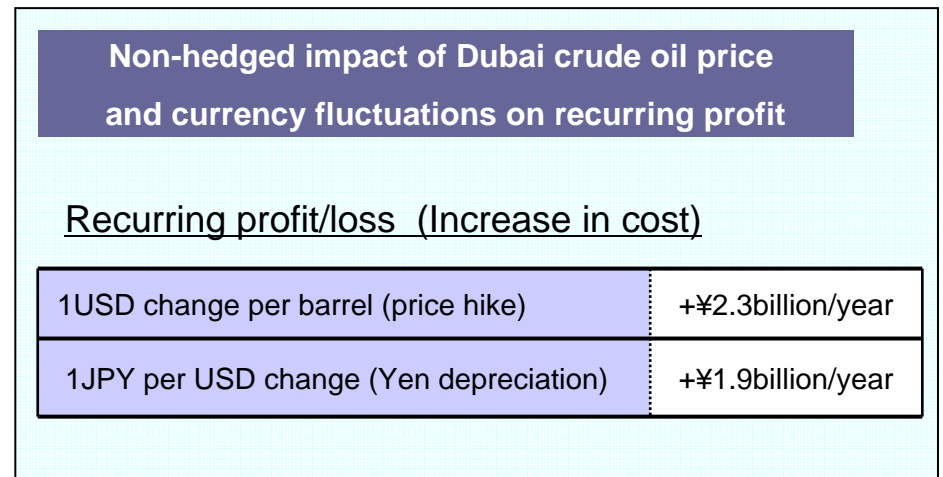 Non-hedged impact of Dubai crude oil price
and currency fluctuations on recurring profit
Recurring profit/loss (Increase in cost)
1USD change per barrel (price hike) +¥2.3billion/year
1JPY per USD change (Yen depreciation) +¥1.9billion/year